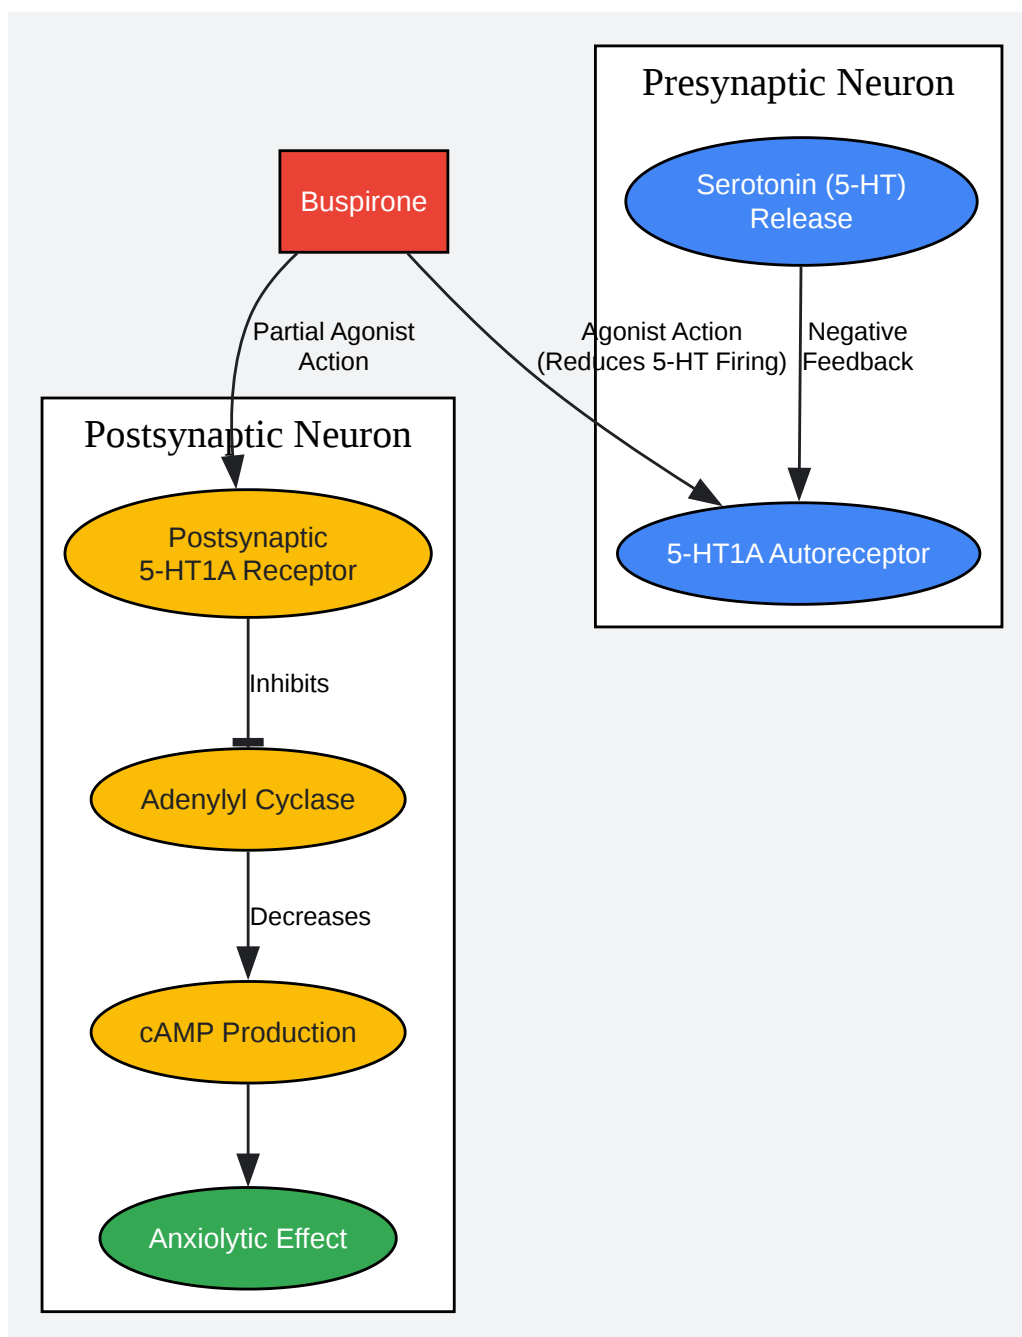 Presynaptic Neuron
Serotonin (5-HT)
Release
Buspirone
Partial Agonist
Action
Agonist Action
(Reduces 5-HT Firing)
Negative
Feedback
Postsynaptic Neuron
Postsynaptic
5-HT1A Receptor
5-HT1A Autoreceptor
Inhibits
Adenylyl Cyclase
Decreases
cAMP Production
Anxiolytic Effect